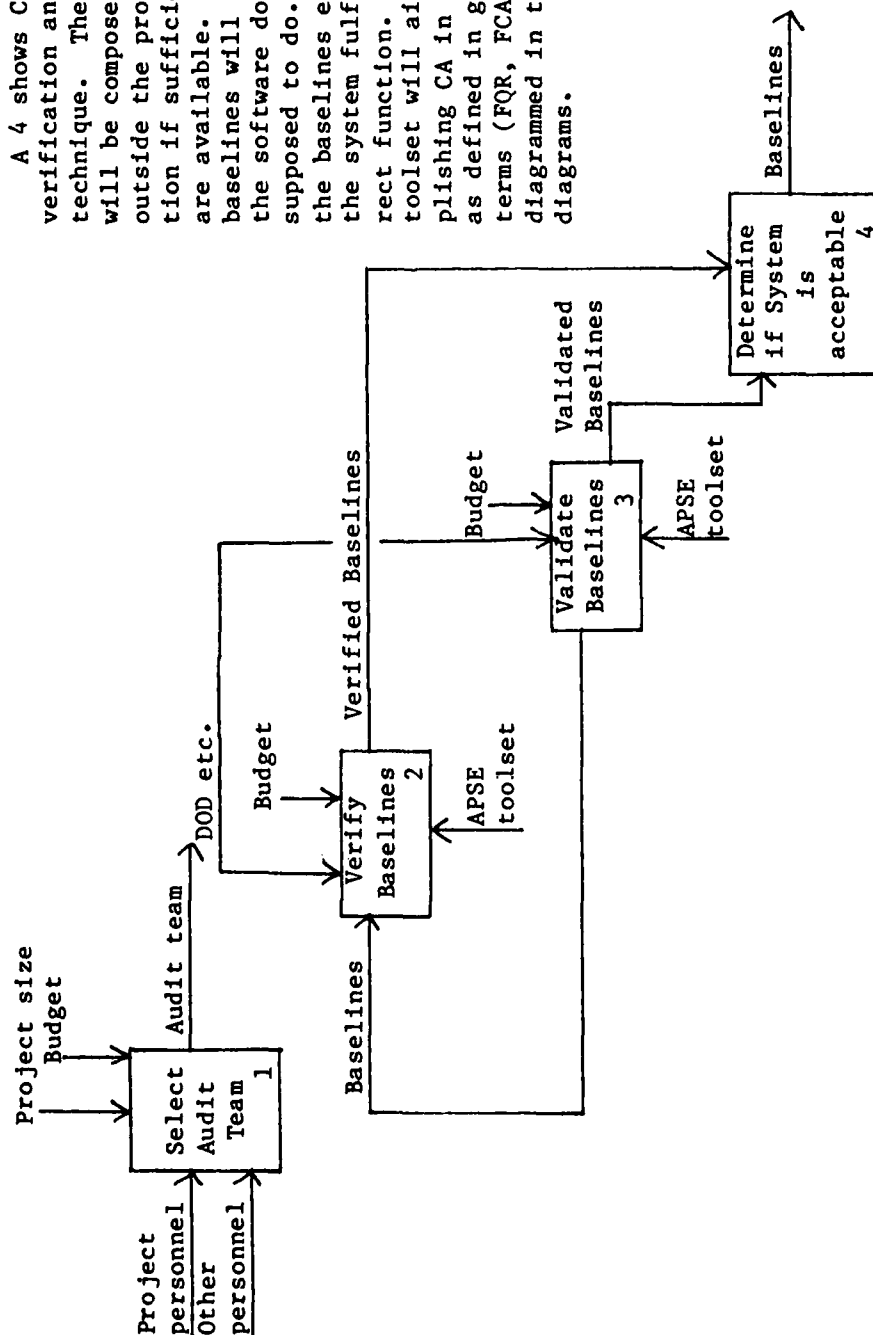 A 4 shows C
verification an
technique. The
will be compose
outside the pro
tion if suffici
are available.
baselines will
the software do
supposed to do.
the baselines e
the system fulf
rect function.
toolset will ai
plishing CA in
as defined in g
terms (FQR, FCA
diagrammed in t
diagrams.
Project size
Budget
Project
personnel
Other
personnel
Select
Audit
Team
1
Audit team
DOD etc.
Budget
Baselines
Verify
Baselines
2
APSE
toolset
Verified Baselines
Budget
Validate
Baselines
3
APSE
toolset
Validated
Baselines
Determine
if System
is
acceptable
4
Baselines